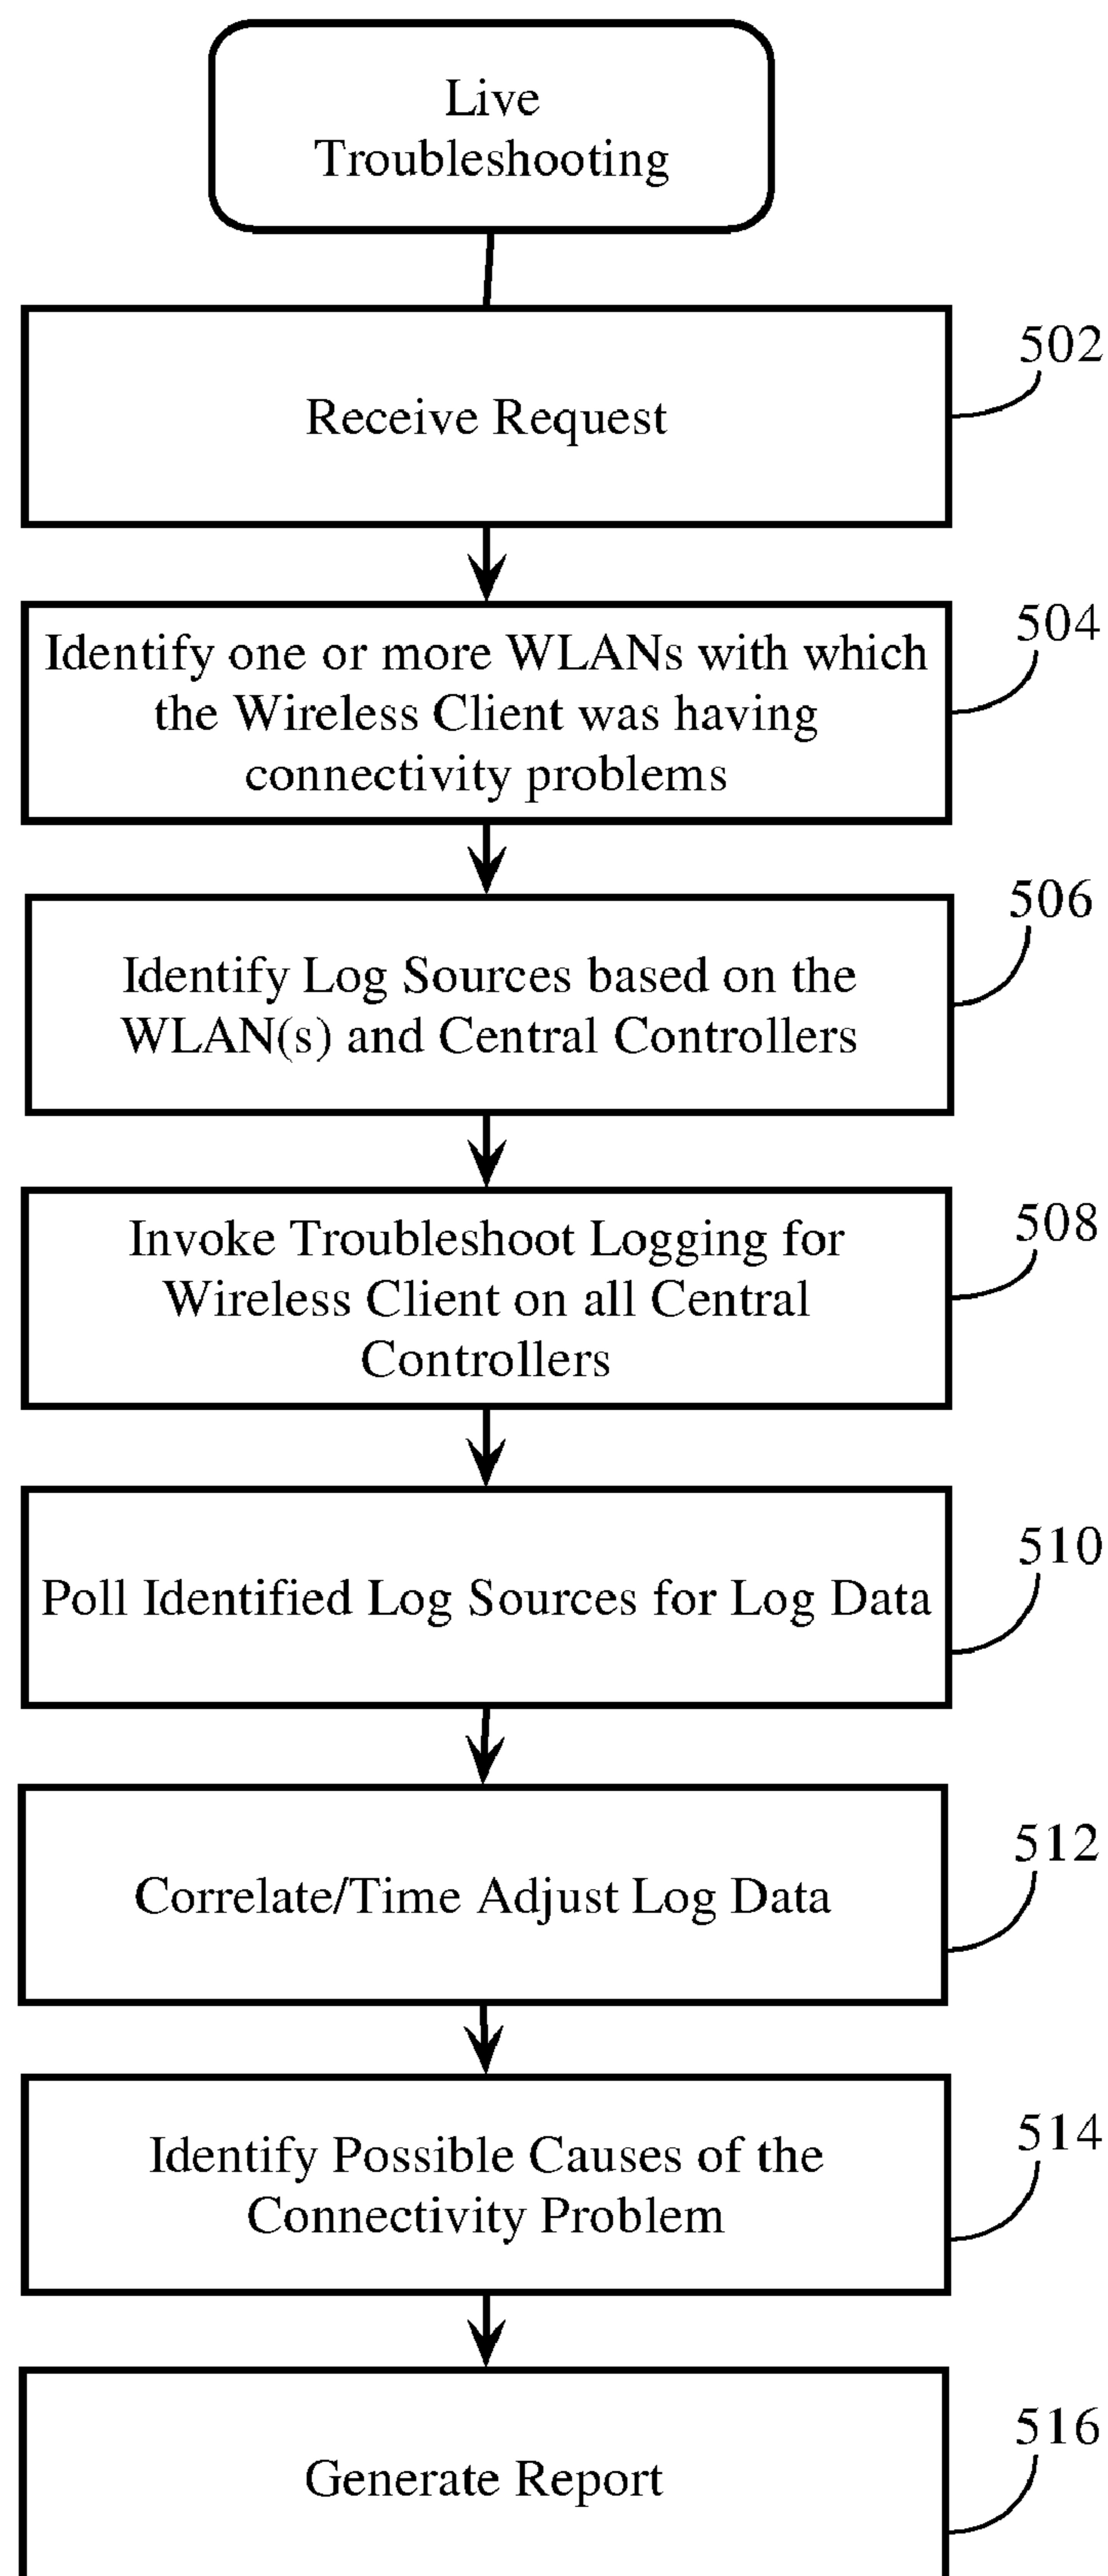 Live
Troubleshooting
502
Receive Request
504
Identify one or more WLANs with which
the Wireless Client was having
connectivity problems
506
Identify Log Sources based on the
WLAN(s) and Central Controllers
508
Invoke Troubleshoot Logging for
Wireless Client on all Central
Controllers
510
Poll Identified Log Sources for Log Data
512
Correlate/Time Adjust Log Data
514
Identify Possible Causes of the
Connectivity Problem
516
Generate Report